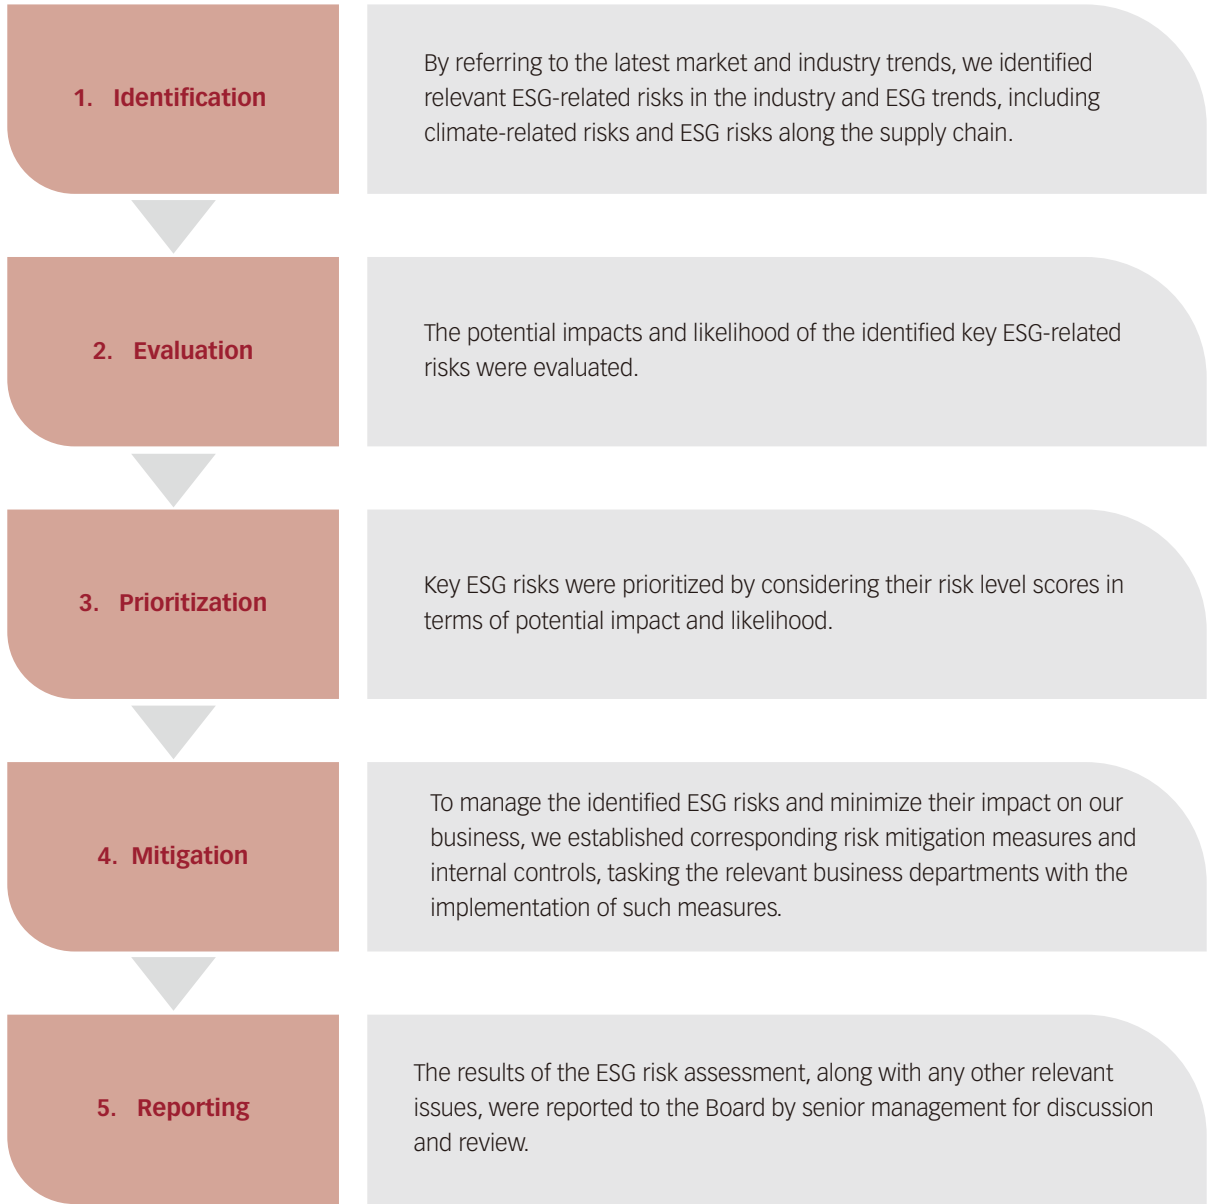 1. Identification
By referring to the latest market and industry trends, we identified
relevant ESG-related risks in the industry and ESG trends, including
climate-related risks and ESG risks along the supply chain.
2. Evaluation
The potential impacts and likelihood of the identified key ESG-related
risks were evaluated.
3. Prioritization
Key ESG risks were prioritized by considering their risk level scores in
terms of potential impact and likelihood.
4. Mitigation
To manage the identified ESG risks and minimize their impact on our
business, we established corresponding risk mitigation measures and
internal controls, tasking the relevant business departments with the
implementation of such measures.
5. Reporting
The results of the ESG risk assessment, along with any other relevant
issues, were reported to the Board by senior management for discussion
and review.